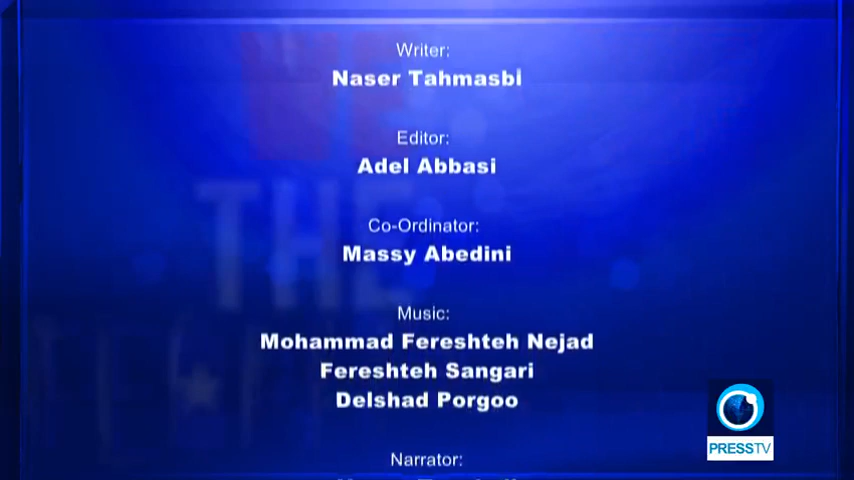 Writer:
Naser Tahmasbi
Editor:
Adel Abbasi
Co-Ordinator:
Massy Abedini
Music:
Mohammad Fereshteh Nejad
Fereshteh Sangari
Delshad Porgoo
Narrator:
PRESSTV
THE